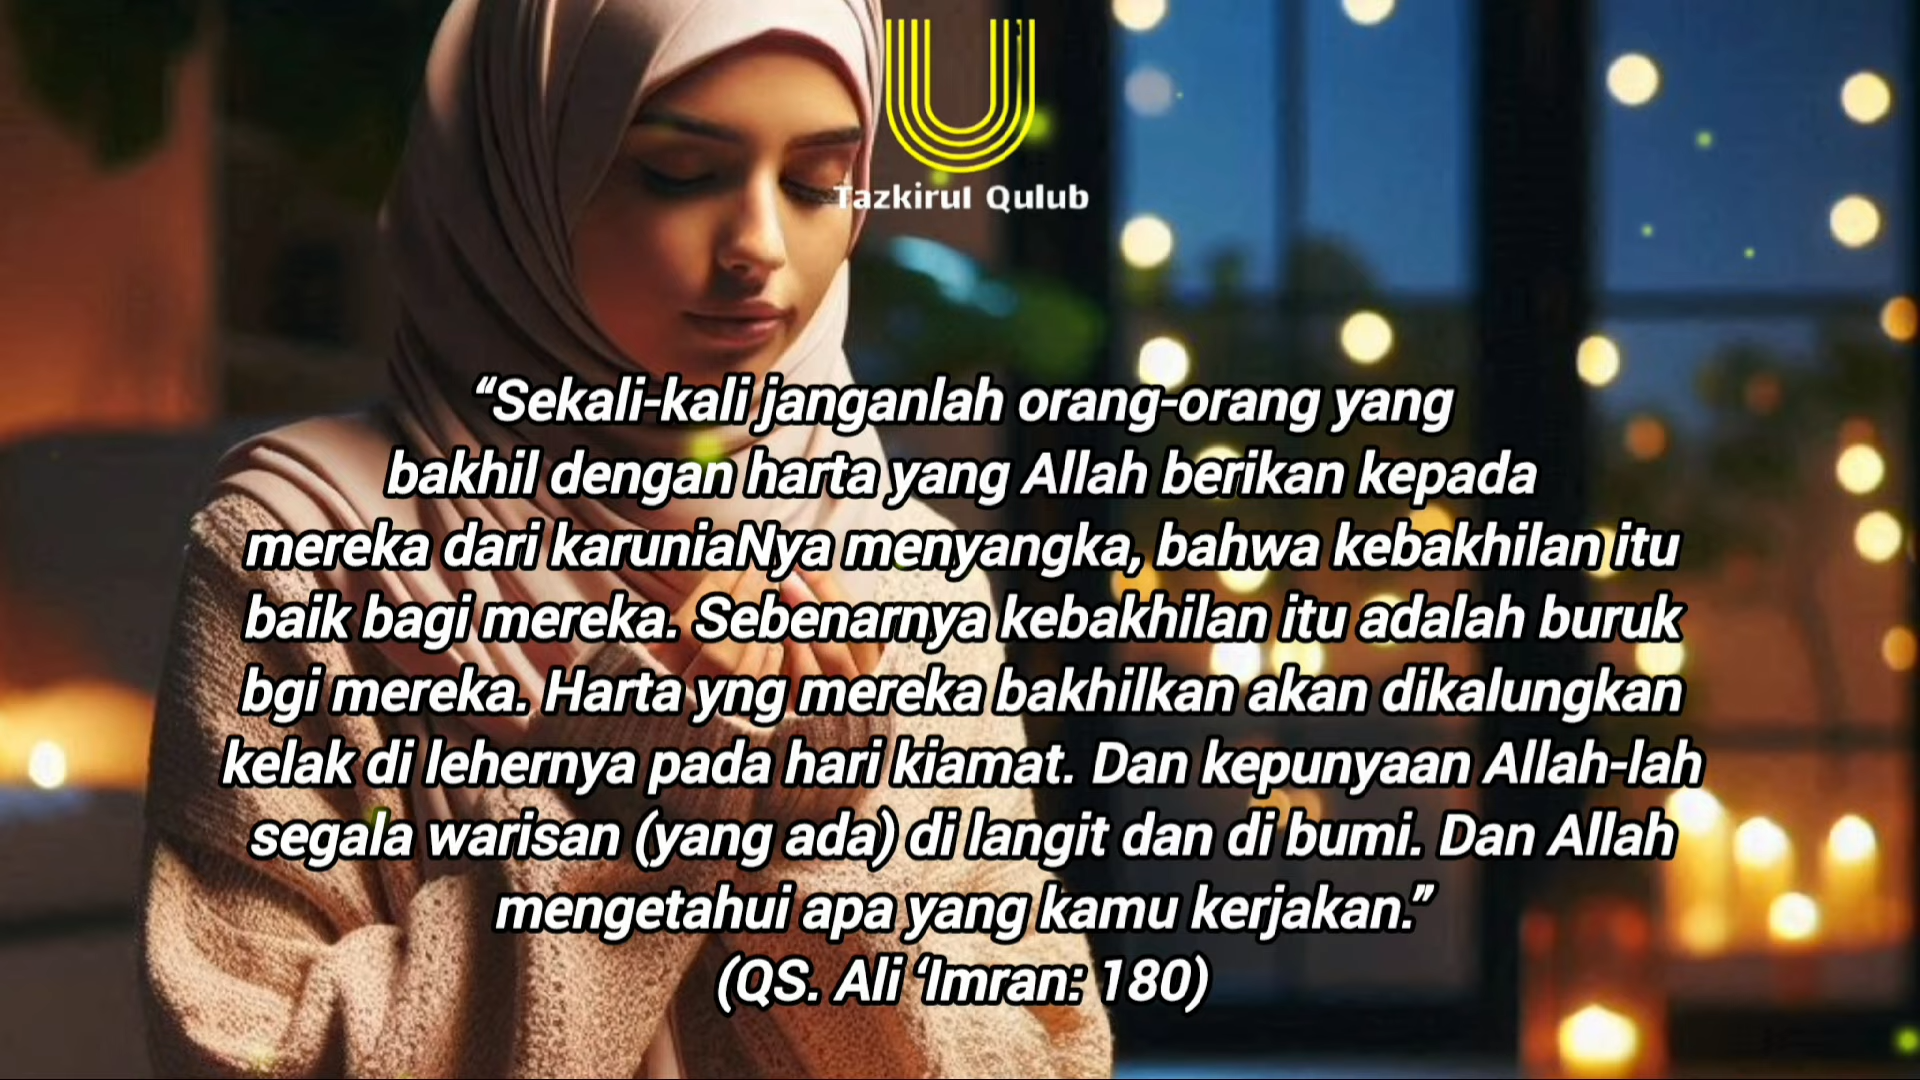 Tazkirul Qulub
“Sekali-kali janganlah orang-orang yang
bakhil dengan harta yang Allah berikan kepada
mereka dari karuniaNya menyangka, bahwa kebakhilan itu
baik bagi mereka. Sebenarnya kebakhilan itu adalah buruk
bgi mereka. Harta yng mereka bakhilkan akan dikalungkan
kelak di lehernya pada hari kiamat. Dan kepunyaan Allah-lah
segala warisan (yang ada) di langit dan di bumi. Dan Allah
mengetahui apa yang kamu kerjakan.”
(QS. Ali ‘Imran: 180)